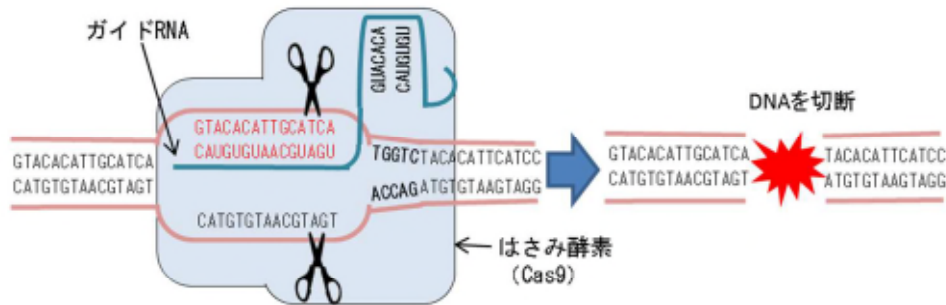 ガイドRNA
GUACACA
CAUGUGU
GTACACATTGCATCA
CAUGUGUAACGUAGU
GTACACATTGCATCA
CATGTGTAACGTAGT
TGGTCTACACATTCATCC
ACCAGATGTGTAAGTAGG
CATGTGTAACGTAGT
はさみ酵素
(Cas9)
DNAを切断
GTACACATTGCATCA
CATGTGTAACGTAGT
TACACATTCATCC
ATGTGTAAGTAGG